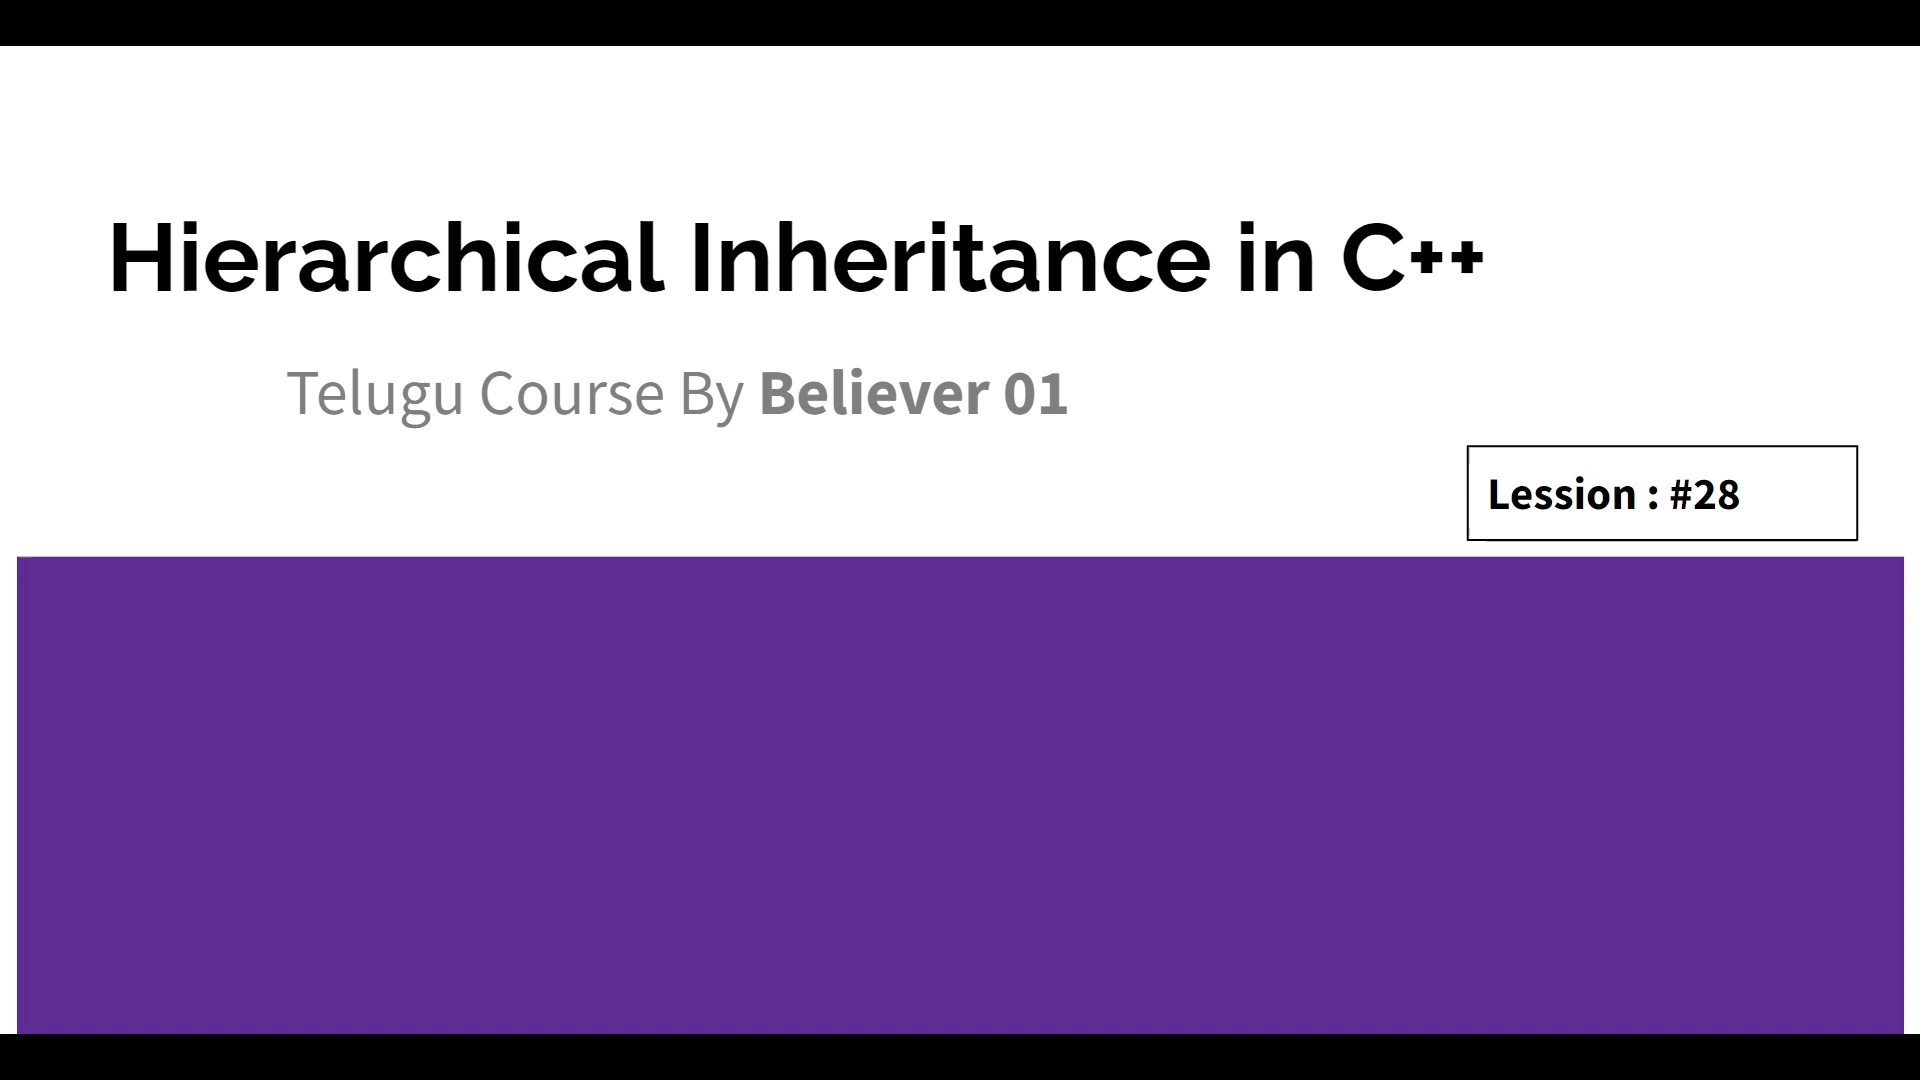 Hierarchical Inheritance in C++
Telugu Course By Believer 01
Lession : #28